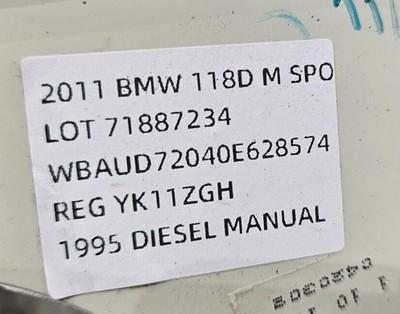 2011 BMW 118D M SPO
LOT 71887234
WBAUD72040E628574
REG YK11ZGH
1995 DIESEL MANUAL